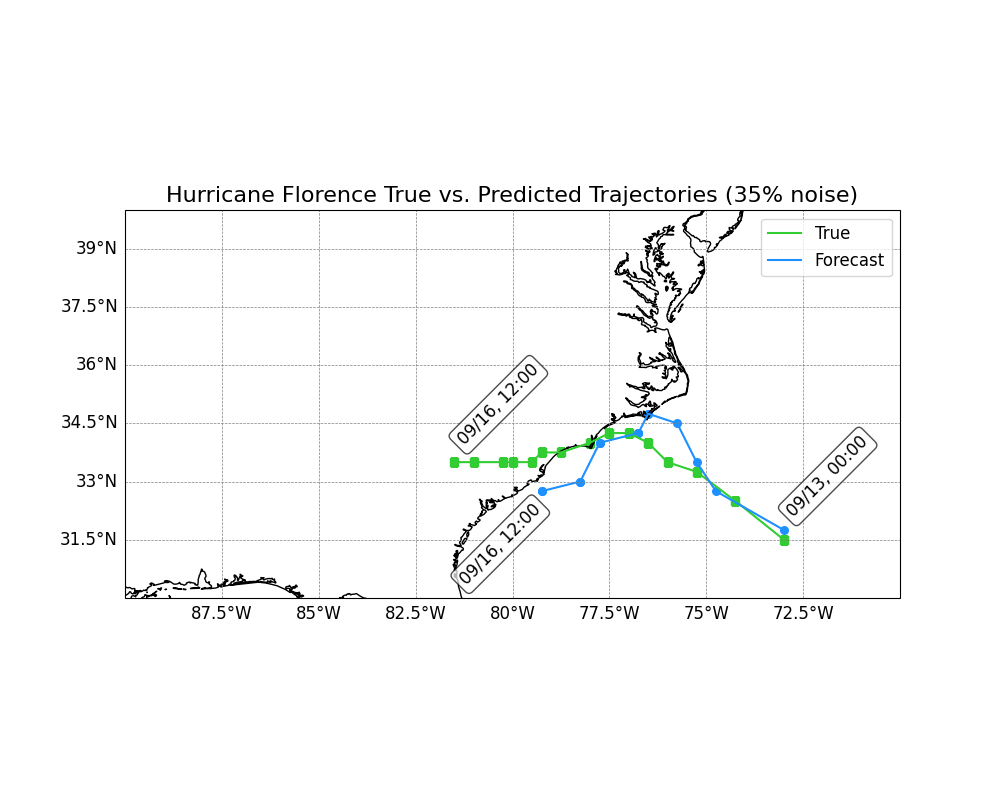 Hurricane Florence True vs. Predicted Trajectories (35% noise)
True
Forecast
39°N
37.5°N
36°N
34.5°N
33°N
31.5°N
09/16, 12:00
09/13, 00:00
09/16, 12:00
87.5°W 85°W 82.5°W 80°W 77.5°W 75°W 72.5°W